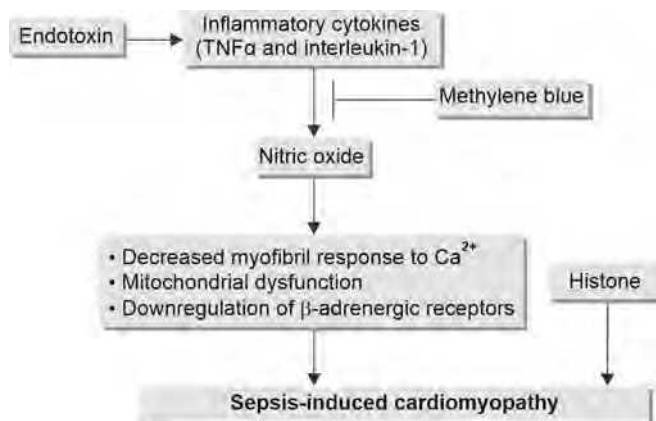 Endotoxin
Inflammatory cytokines
(TNFα and interleukin-1)
Methylene blue
Nitric oxide
• Decreased myofibril response to Ca²⁺
• Mitochondrial dysfunction
• Downregulation of β-adrenergic receptors
Histone
Sepsis-induced cardiomyopathy